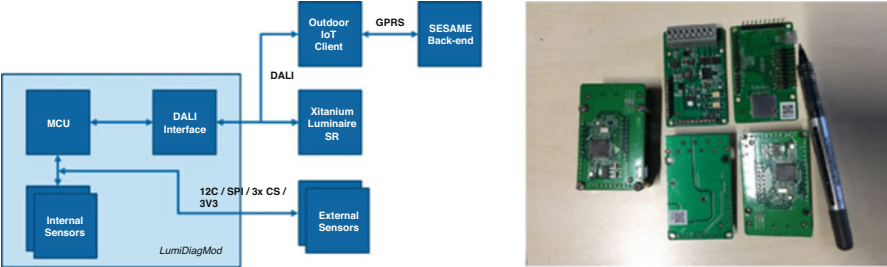 Outdoor
IoT
Client
GPRS
SESAME
Back-end
DALI
MCU
DALI
Interface
Xitanium
Luminaire
SR
12C / SPI / 3x CS /
3V3
Internal
Sensors
External
Sensors
LumiDiagMod